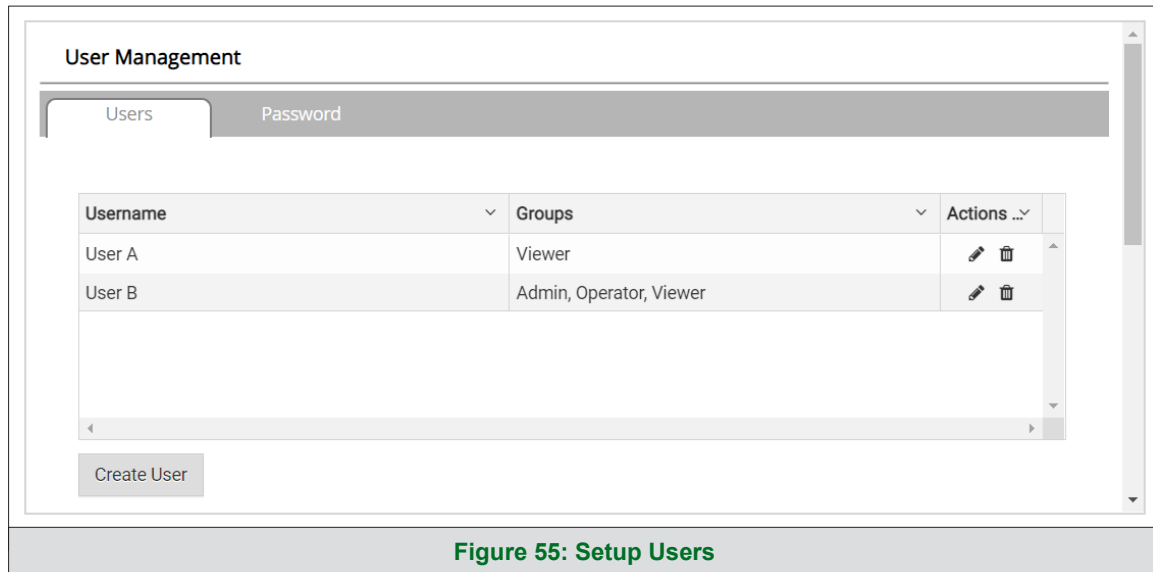 User Management
Users Password
Username Groups Actions ...
User A Viewer
User B Admin, Operator, Viewer
Create User
Figure 55: Setup Users